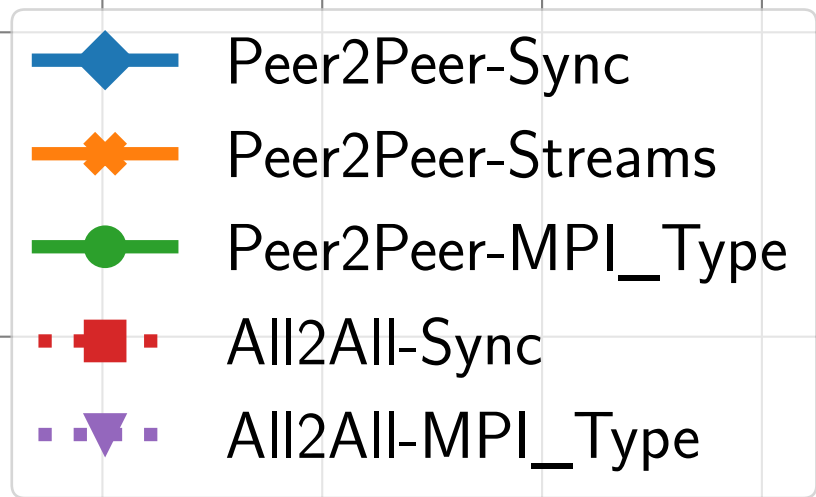 Peer2Peer-Sync
Peer2Peer-Streams
Peer2Peer-MPI_Type
All2All-Sync
All2All-MPI_Type